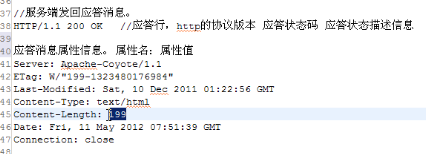 37 //服务端发回应答消息。
38 HTTP/1.1 200 OK   //应答行，http的协议版本 应答状态码 应答状态描述信息
39
40 应答消息属性信息。 属性名：属性值
41 Server: Apache-Coyote/1.1
42 ETag: W/"199-1323480176984"
43 Last-Modified: Sat, 10 Dec 2011 01:22:56 GMT
44 Content-Type: text/html
45 Content-Length: 199
46 Date: Fri, 11 May 2012 07:51:39 GMT
47 Connection: close